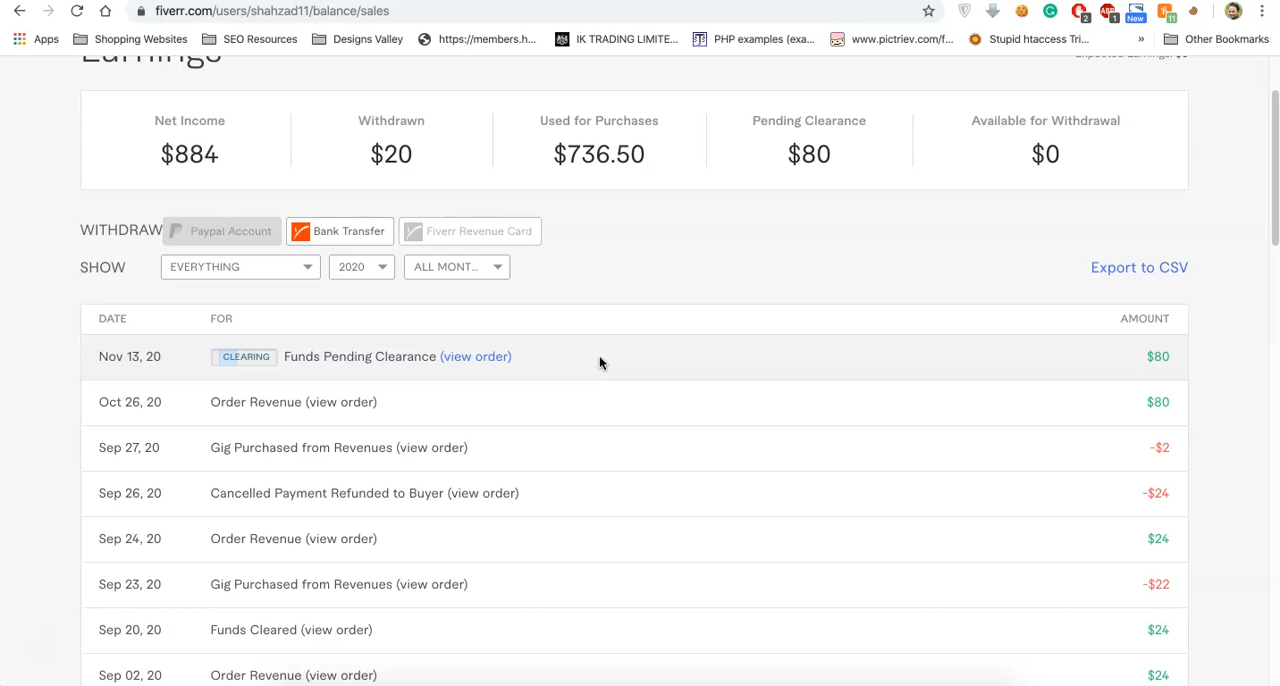 fiverr.com/users/shahzad11/balance/sales
2
1
New
11
Apps Shopping Websites SEO Resources Designs Valley https://members.h... IK TRADING LIMITE... PHP examples (exa... www.pictriev.com/f... Stupid htaccess Tri... » Other Bookmarks
Earnings
Expected Earnings:
Net Income Withdrawn Used for Purchases Pending Clearance Available for Withdrawal
$884 $20 $736.50 $80 $0
WITHDRAW Paypal Account Bank Transfer Fiverr Revenue Card
SHOW EVERYTHING 2020 ALL MONT... Export to CSV
DATE FOR AMOUNT
Nov 13, 20 CLEARING Funds Pending Clearance (view order) $80
Oct 26, 20 Order Revenue (view order) $80
Sep 27, 20 Gig Purchased from Revenues (view order) -$2
Sep 26, 20 Cancelled Payment Refunded to Buyer (view order) -$24
Sep 24, 20 Order Revenue (view order) $24
Sep 23, 20 Gig Purchased from Revenues (view order) -$22
Sep 20, 20 Funds Cleared (view order) $24
Sep 02, 20 Order Revenue (view order) $24